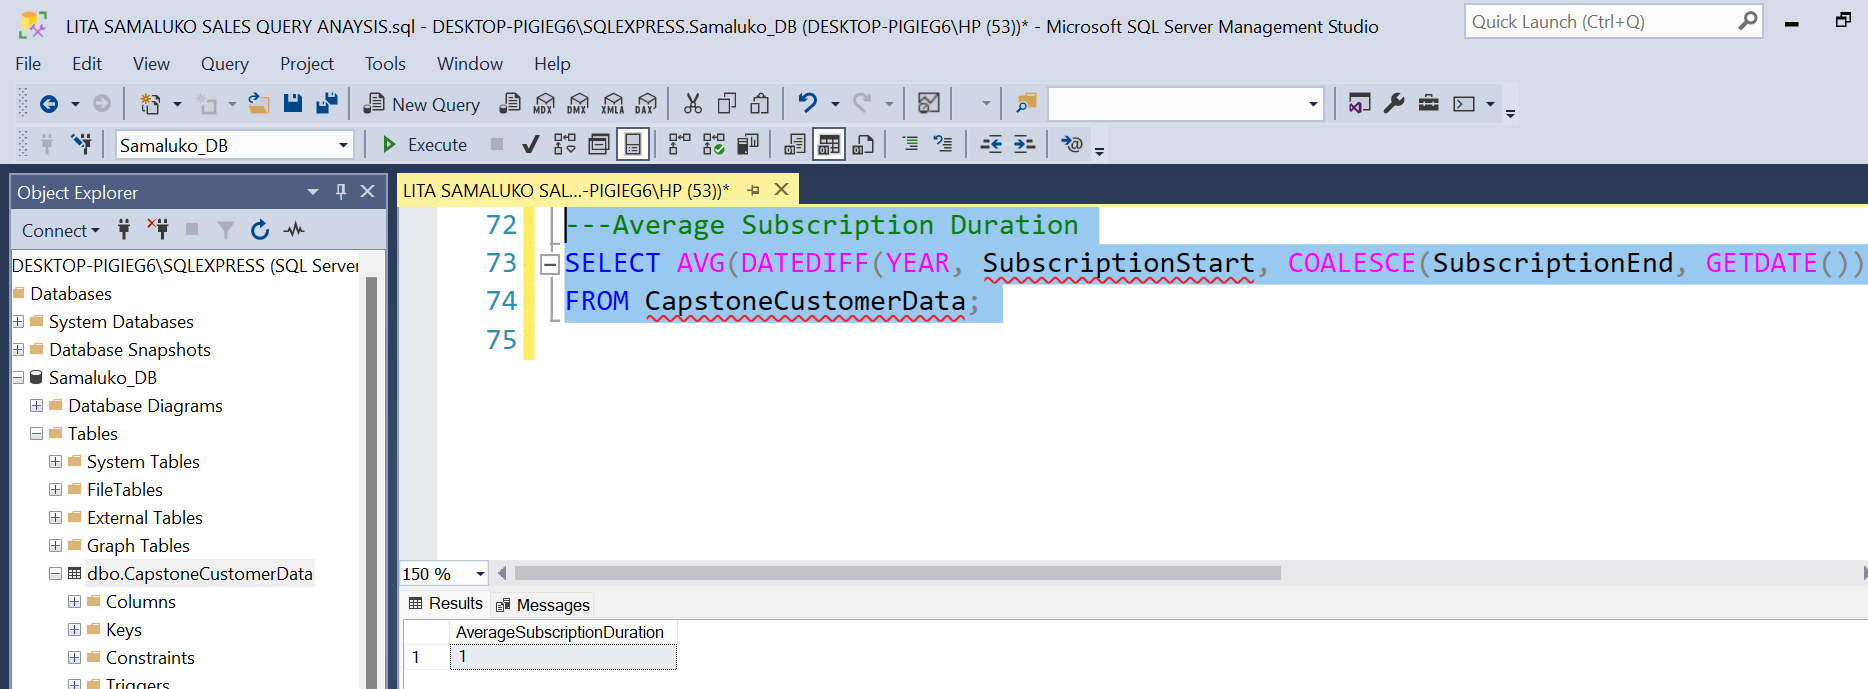 LITA SAMALUKO SALES QUERY ANAYSIS.sql - DESKTOP-PIGIEG6\SQLEXPRESS.Samaluko_DB (DESKTOP-PIGIEG6\HP (53))* - Microsoft SQL Server Management Studio
Quick Launch (Ctrl+Q)
File Edit View Query Project Tools Window Help
New Query MDX DMX XMLA DAX
Samaluko_DB Execute
Object Explorer
Connect
DESKTOP-PIGIEG6\SQLEXPRESS (SQL Server
Databases
System Databases
Database Snapshots
Samaluko_DB
Database Diagrams
Tables
System Tables
FileTables
External Tables
Graph Tables
dbo.CapstoneCustomerData
Columns
Keys
Constraints
Triggers
LITA SAMALUKO SAL...-PIGIEG6\HP (53))*
72 ---Average Subscription Duration
73 SELECT AVG(DATEDIFF(YEAR, SubscriptionStart, COALESCE(SubscriptionEnd, GETDATE())
74 FROM CapstoneCustomerData;
75
150 %
Results Messages
AverageSubscriptionDuration
1 1